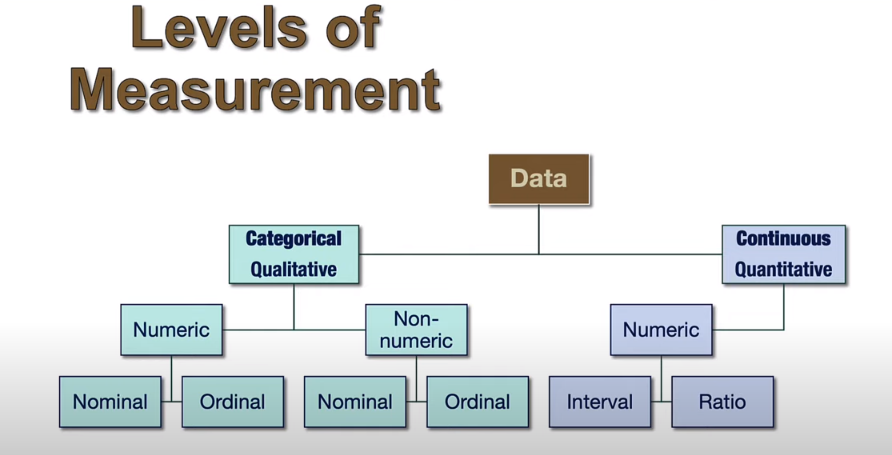 Levels of
Measurement
Data
Categorical
Qualitative
Continuous
Quantitative
Numeric
Non-
numeric
Numeric
Nominal
Ordinal
Nominal
Ordinal
Interval
Ratio